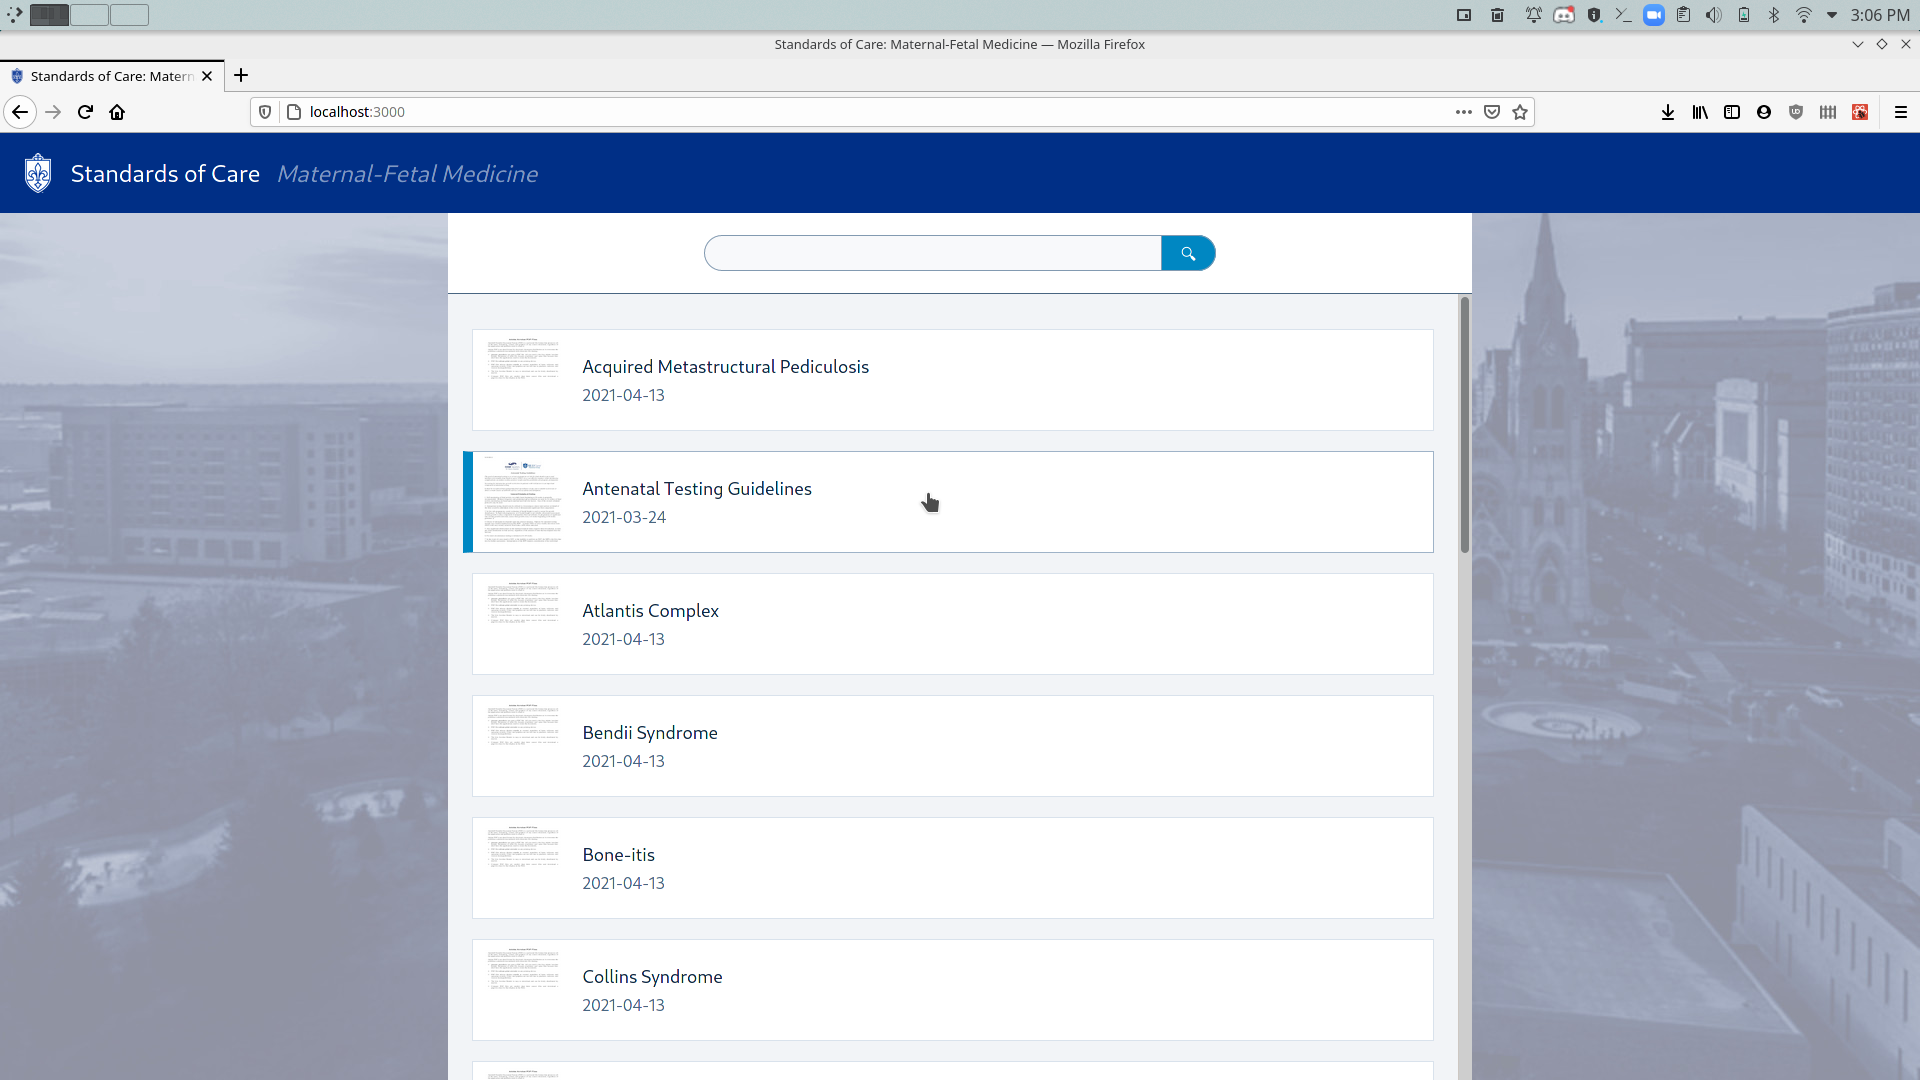 3:06 PM
Standards of Care: Maternal-Fetal Medicine — Mozilla Firefox
Standards of Care: Matern
localhost:3000
Standards of Care Maternal-Fetal Medicine
Acquired Metastructural Pediculosis
2021-04-13
Antenatal Testing Guidelines
2021-03-24
Atlantis Complex
2021-04-13
Bendii Syndrome
2021-04-13
Bone-itis
2021-04-13
Collins Syndrome
2021-04-13